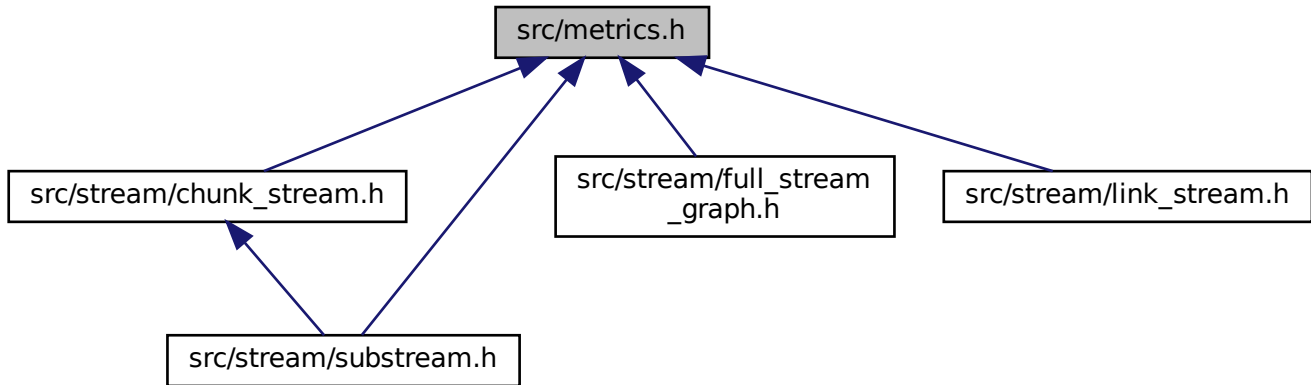 src/metrics.h
src/stream/chunk_stream.h
src/stream/full_stream
_graph.h
src/stream/link_stream.h
src/stream/substream.h